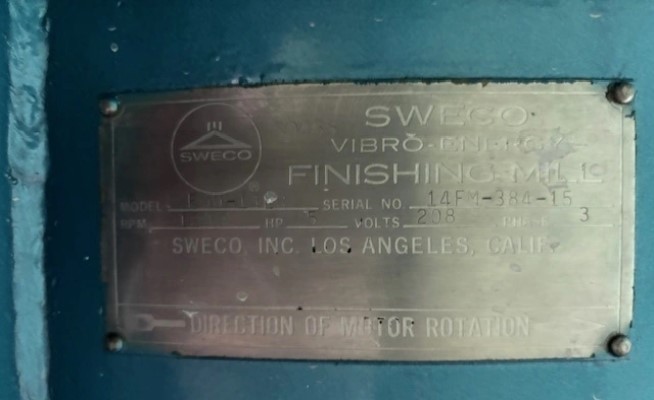 SWECO
SWECO
VIBRO-ENERGY
FINISHING-MILL
MODEL SERIAL NO. 14FM-384-15
RPM. HP 5 VOLTS 208 PHASE 3
SWECO, INC. LOS ANGELES, CALIF.
DIRECTION OF MOTOR ROTATION